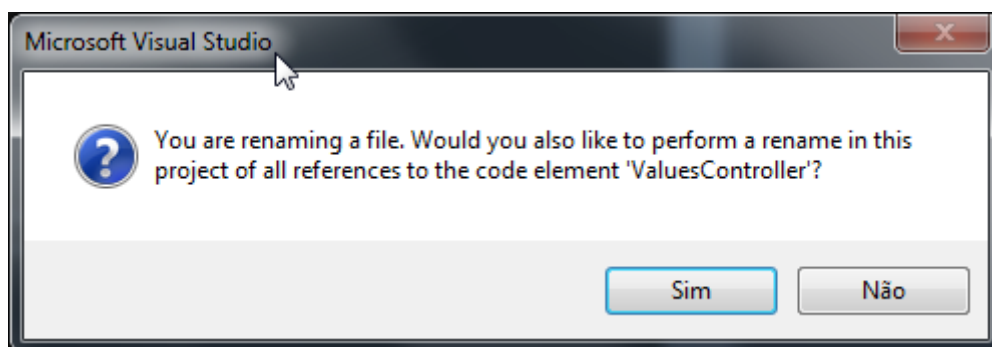 Microsoft Visual Studio
You are renaming a file. Would you also like to perform a rename in this
project of all references to the code element 'ValuesController'?
Sim
Não